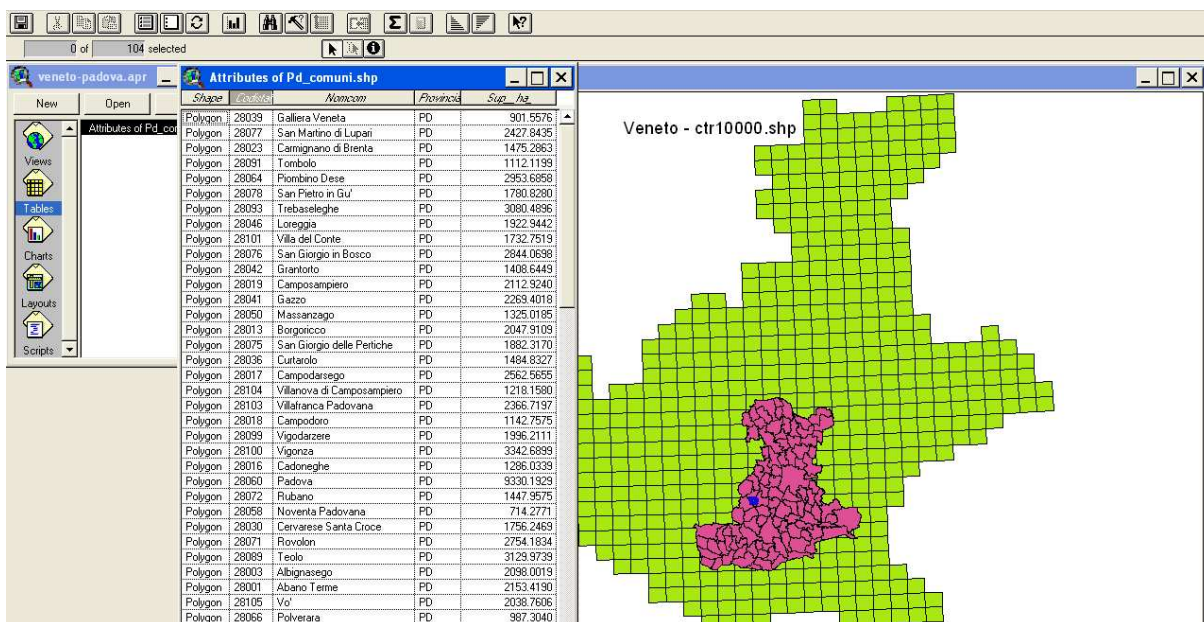 0 of 104 selected
veneto-padova.apr
New Open
Views
Tables
Charts
Layouts
Scripts
Attributes of Pd_co
Attributes of Pd_comuni.shp
Shape Nomcom Provincia Sup__ha_
Polygon 28039 Galliera Veneta PD 901.5576
Polygon 28077 San Martino di Lupari PD 2427.8435
Polygon 28023 Carmignano di Brenta PD 1475.2863
Polygon 28091 Tombolo PD 1112.1199
Polygon 28064 Piombino Dese PD 2953.6858
Polygon 28078 San Pietro in Gu' PD 1780.8280
Polygon 28093 Trebaseleghe PD 3080.4896
Polygon 28046 Loreggia PD 1922.9442
Polygon 28101 Villa del Conte PD 1732.7519
Polygon 28076 San Giorgio in Bosco PD 2844.0698
Polygon 28042 Grantorto PD 1408.6449
Polygon 28019 Camposampiero PD 2112.9240
Polygon 28041 Gazzo PD 2269.4018
Polygon 28050 Massanzago PD 1325.0185
Polygon 28013 Borgoricco PD 2047.9109
Polygon 28075 San Giorgio delle Pertiche PD 1882.3170
Polygon 28036 Curtarolo PD 1484.8327
Polygon 28017 Campodarsego PD 2562.5655
Polygon 28104 Villanova di Camposampiero PD 1218.1580
Polygon 28103 Villafranca Padovana PD 2366.7197
Polygon 28018 Campodoro PD 1142.7575
Polygon 28099 Vigodarzere PD 1996.2111
Polygon 28100 Vigonza PD 3342.6899
Polygon 28016 Cadoneghe PD 1286.0339
Polygon 28060 Padova PD 9330.1929
Polygon 28072 Rubano PD 1447.9575
Polygon 28058 Noventa Padovana PD 714.2771
Polygon 28030 Cervarese Santa Croce PD 1756.2469
Polygon 28071 Rovolon PD 2754.1834
Polygon 28089 Teolo PD 3129.9739
Polygon 28003 Albignasego PD 2098.0019
Polygon 28001 Abano Terme PD 2153.4190
Polygon 28105 Vo' PD 2038.7606
Polygon 28066 Polverara PD 987.3040
Veneto - ctr10000.shp